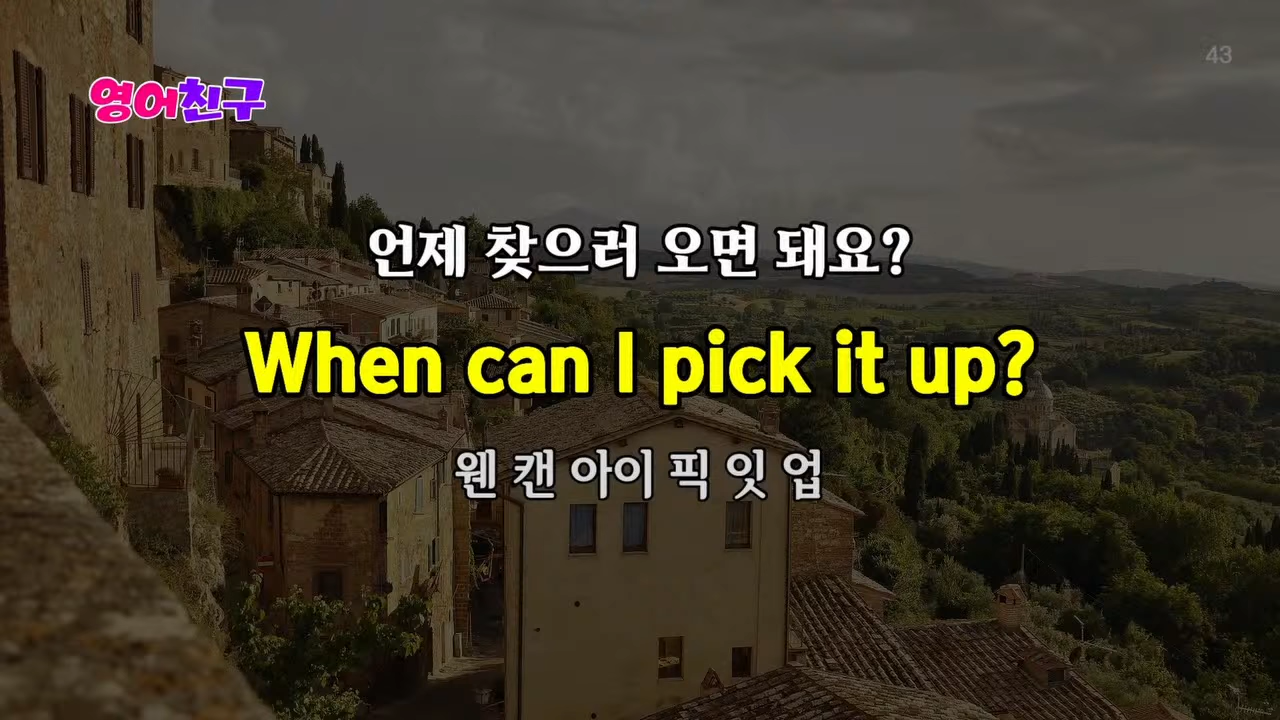 43
영어친구
언제 찾으러 오면 돼요?
When can I pick it up?
웬 캔 아이 픽 잇 업